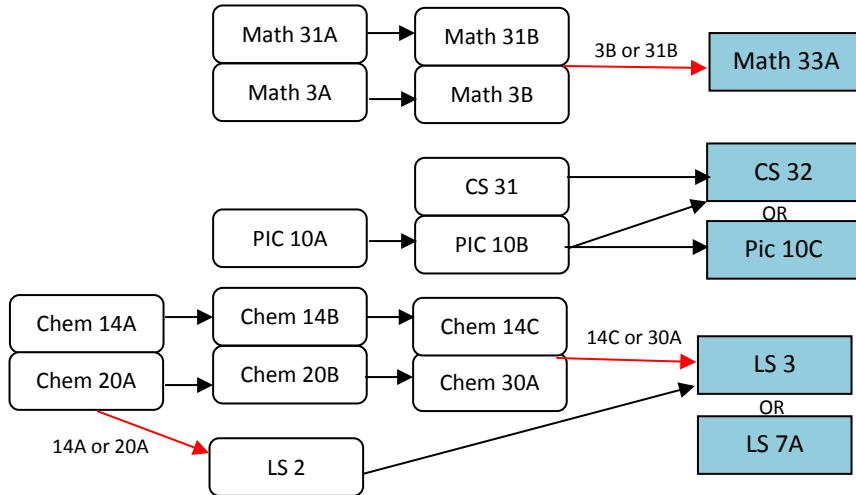 Math 31A
Math 31B
3B or 31B
Math 33A
Math 3A
Math 3B
CS 31
CS 32
OR
PIC 10A
PIC 10B
Pic 10C
Chem 14A
Chem 14B
Chem 14C
14C or 30A
LS 3
Chem 20A
Chem 20B
Chem 30A
OR
14A or 20A
LS 2
LS 7A